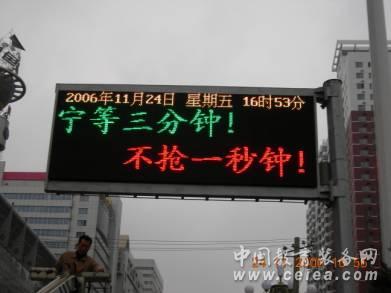 2006年11月24日 星期五 16时53分
宁等三分钟!
不抢一秒钟!
中国教育装备网
www.ceiea.com